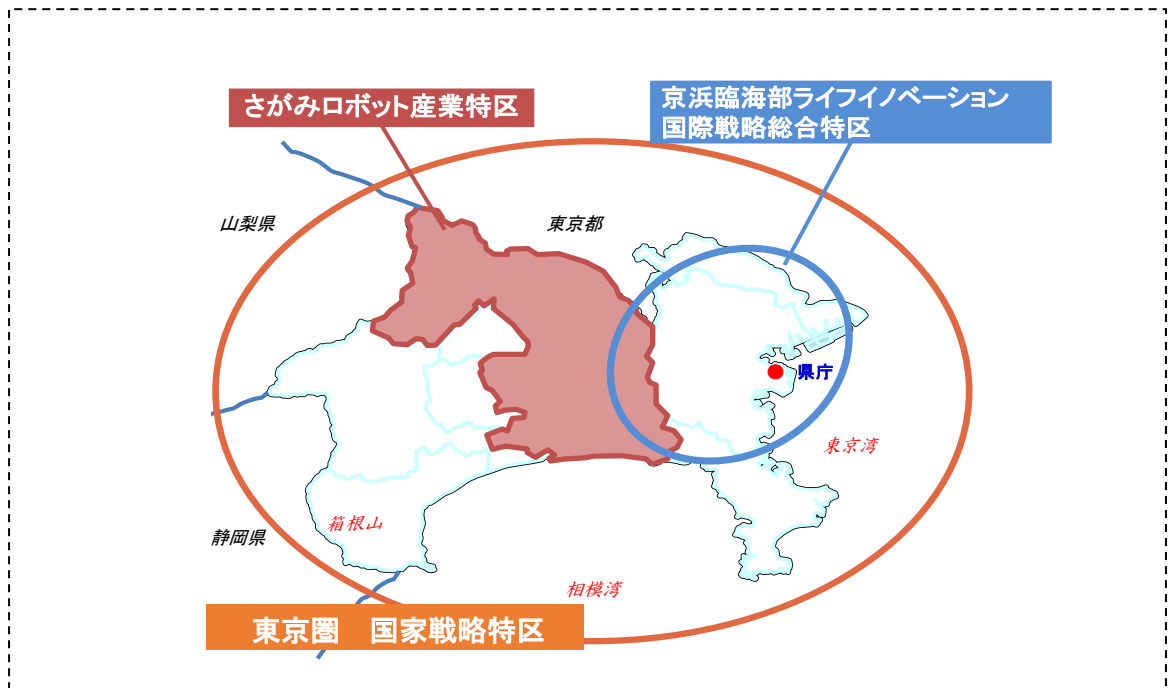 さがみロボット産業特区
京浜臨海部ライフイノベーション
国際戦略総合特区
山梨県
東京都
県庁
東京湾
箱根山
静岡県
相模湾
東京圏　国家戦略特区